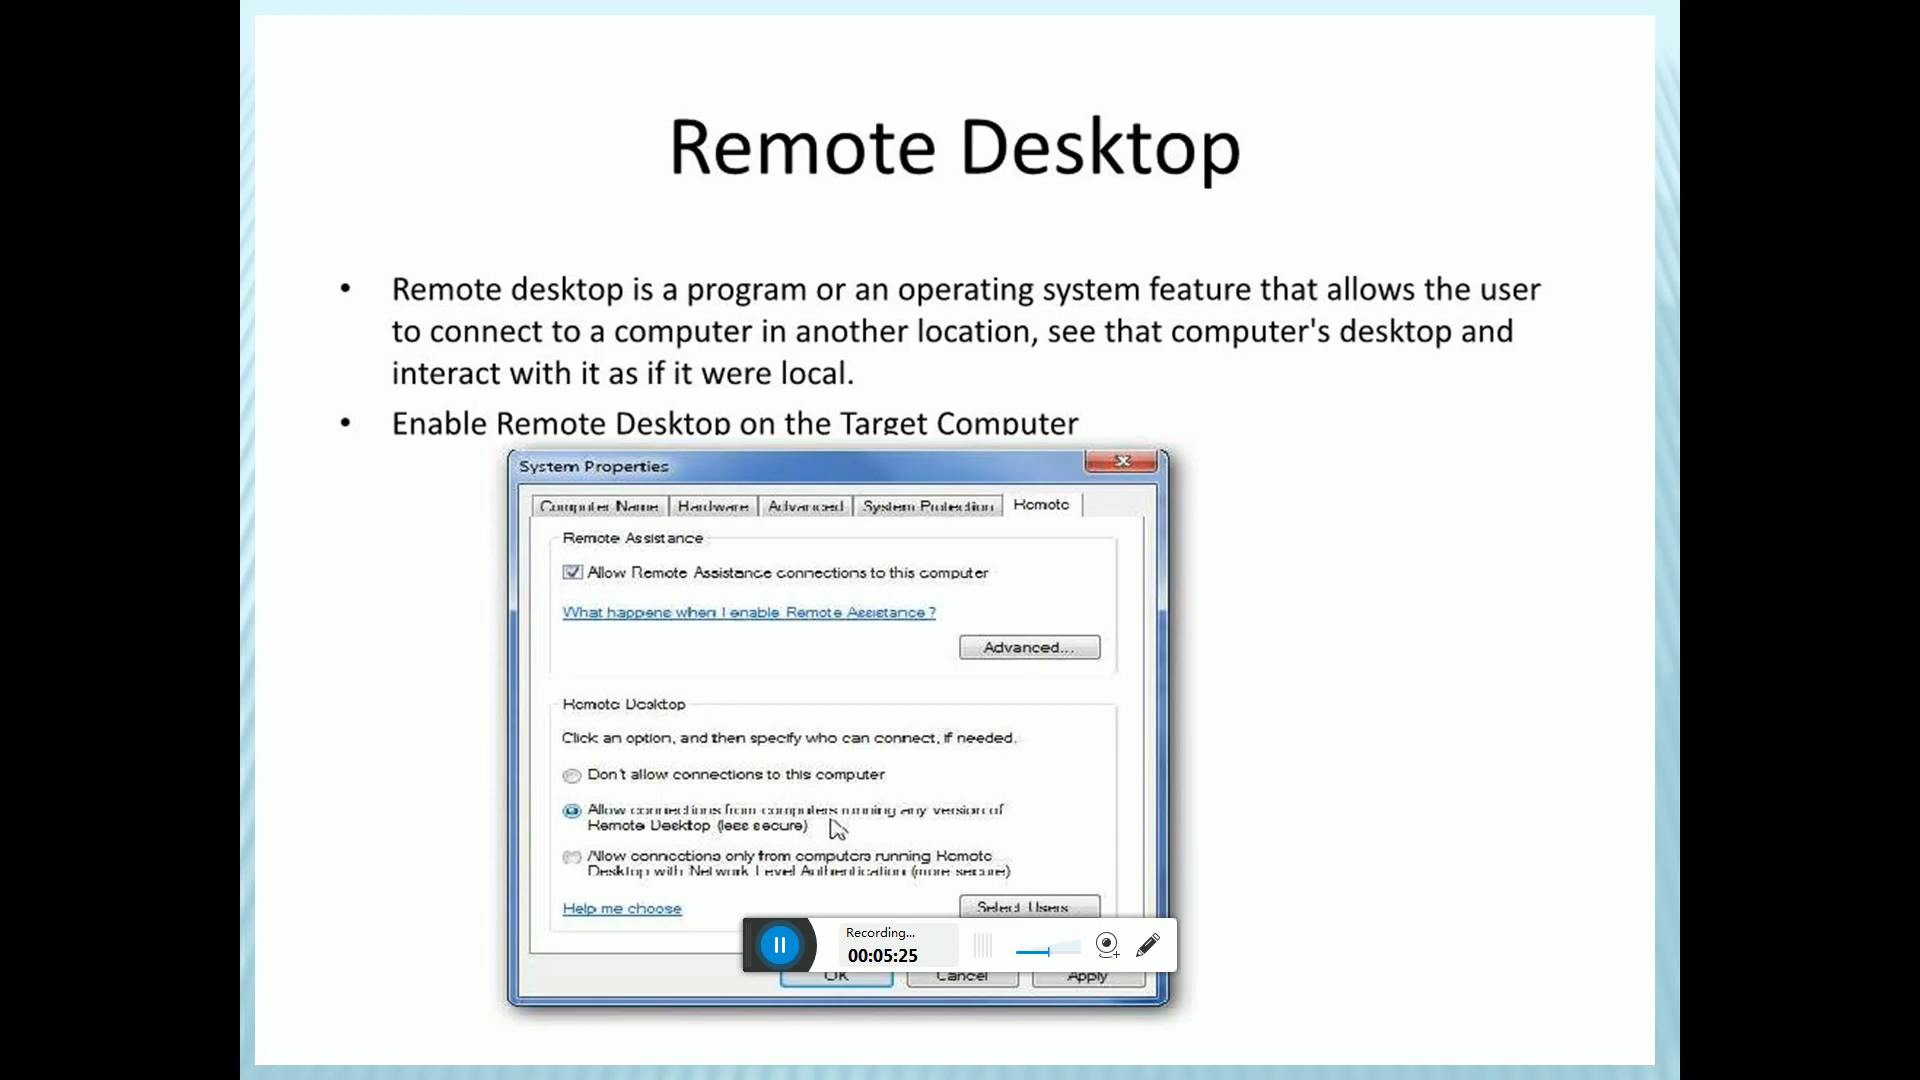 Remote Desktop
• Remote desktop is a program or an operating system feature that allows the user
to connect to a computer in another location, see that computer's desktop and
interact with it as if it were local.
• Enable Remote Desktop on the Target Computer
System Properties
Computer Name Hardware Advanced System Protection Remote
Remote Assistance
Allow Remote Assistance connections to this computer
What happens when I enable Remote Assistance?
Advanced...
Remote Desktop
Click an option, and then specify who can connect, if needed.
Don't allow connections to this computer
Allow connections from computers running any version of
Remote Desktop (less secure)
Allow connections only from computers running Remote
Desktop with Network Level Authentication (more secure)
Help me choose
Select Users...
Recording...
00:05:25
OK Cancel Apply